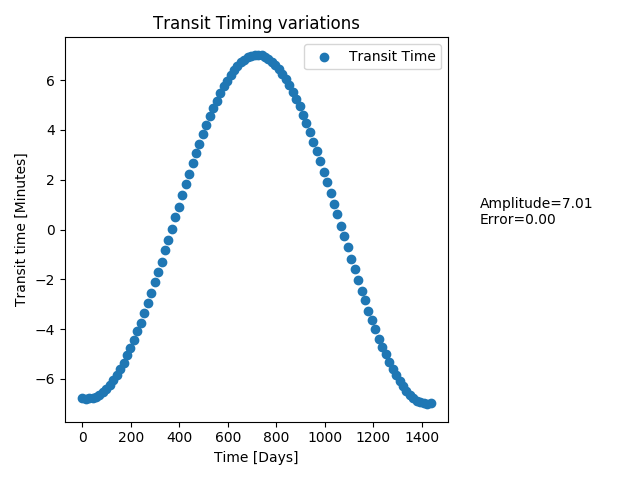 Transit Timing variations
Transit Time
Transit time [Minutes]
6
4
2
0
−2
−4
−6
0 200 400 600 800 1000 1200 1400
Time [Days]
Amplitude=7.01
Error=0.00